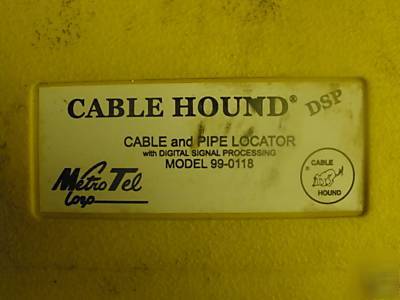 CABLE HOUND® DSP
CABLE and PIPE LOCATOR
with DIGITAL SIGNAL PROCESSING
MODEL 99-0118
Metro Tel
Corp
CABLE
®
HOUND